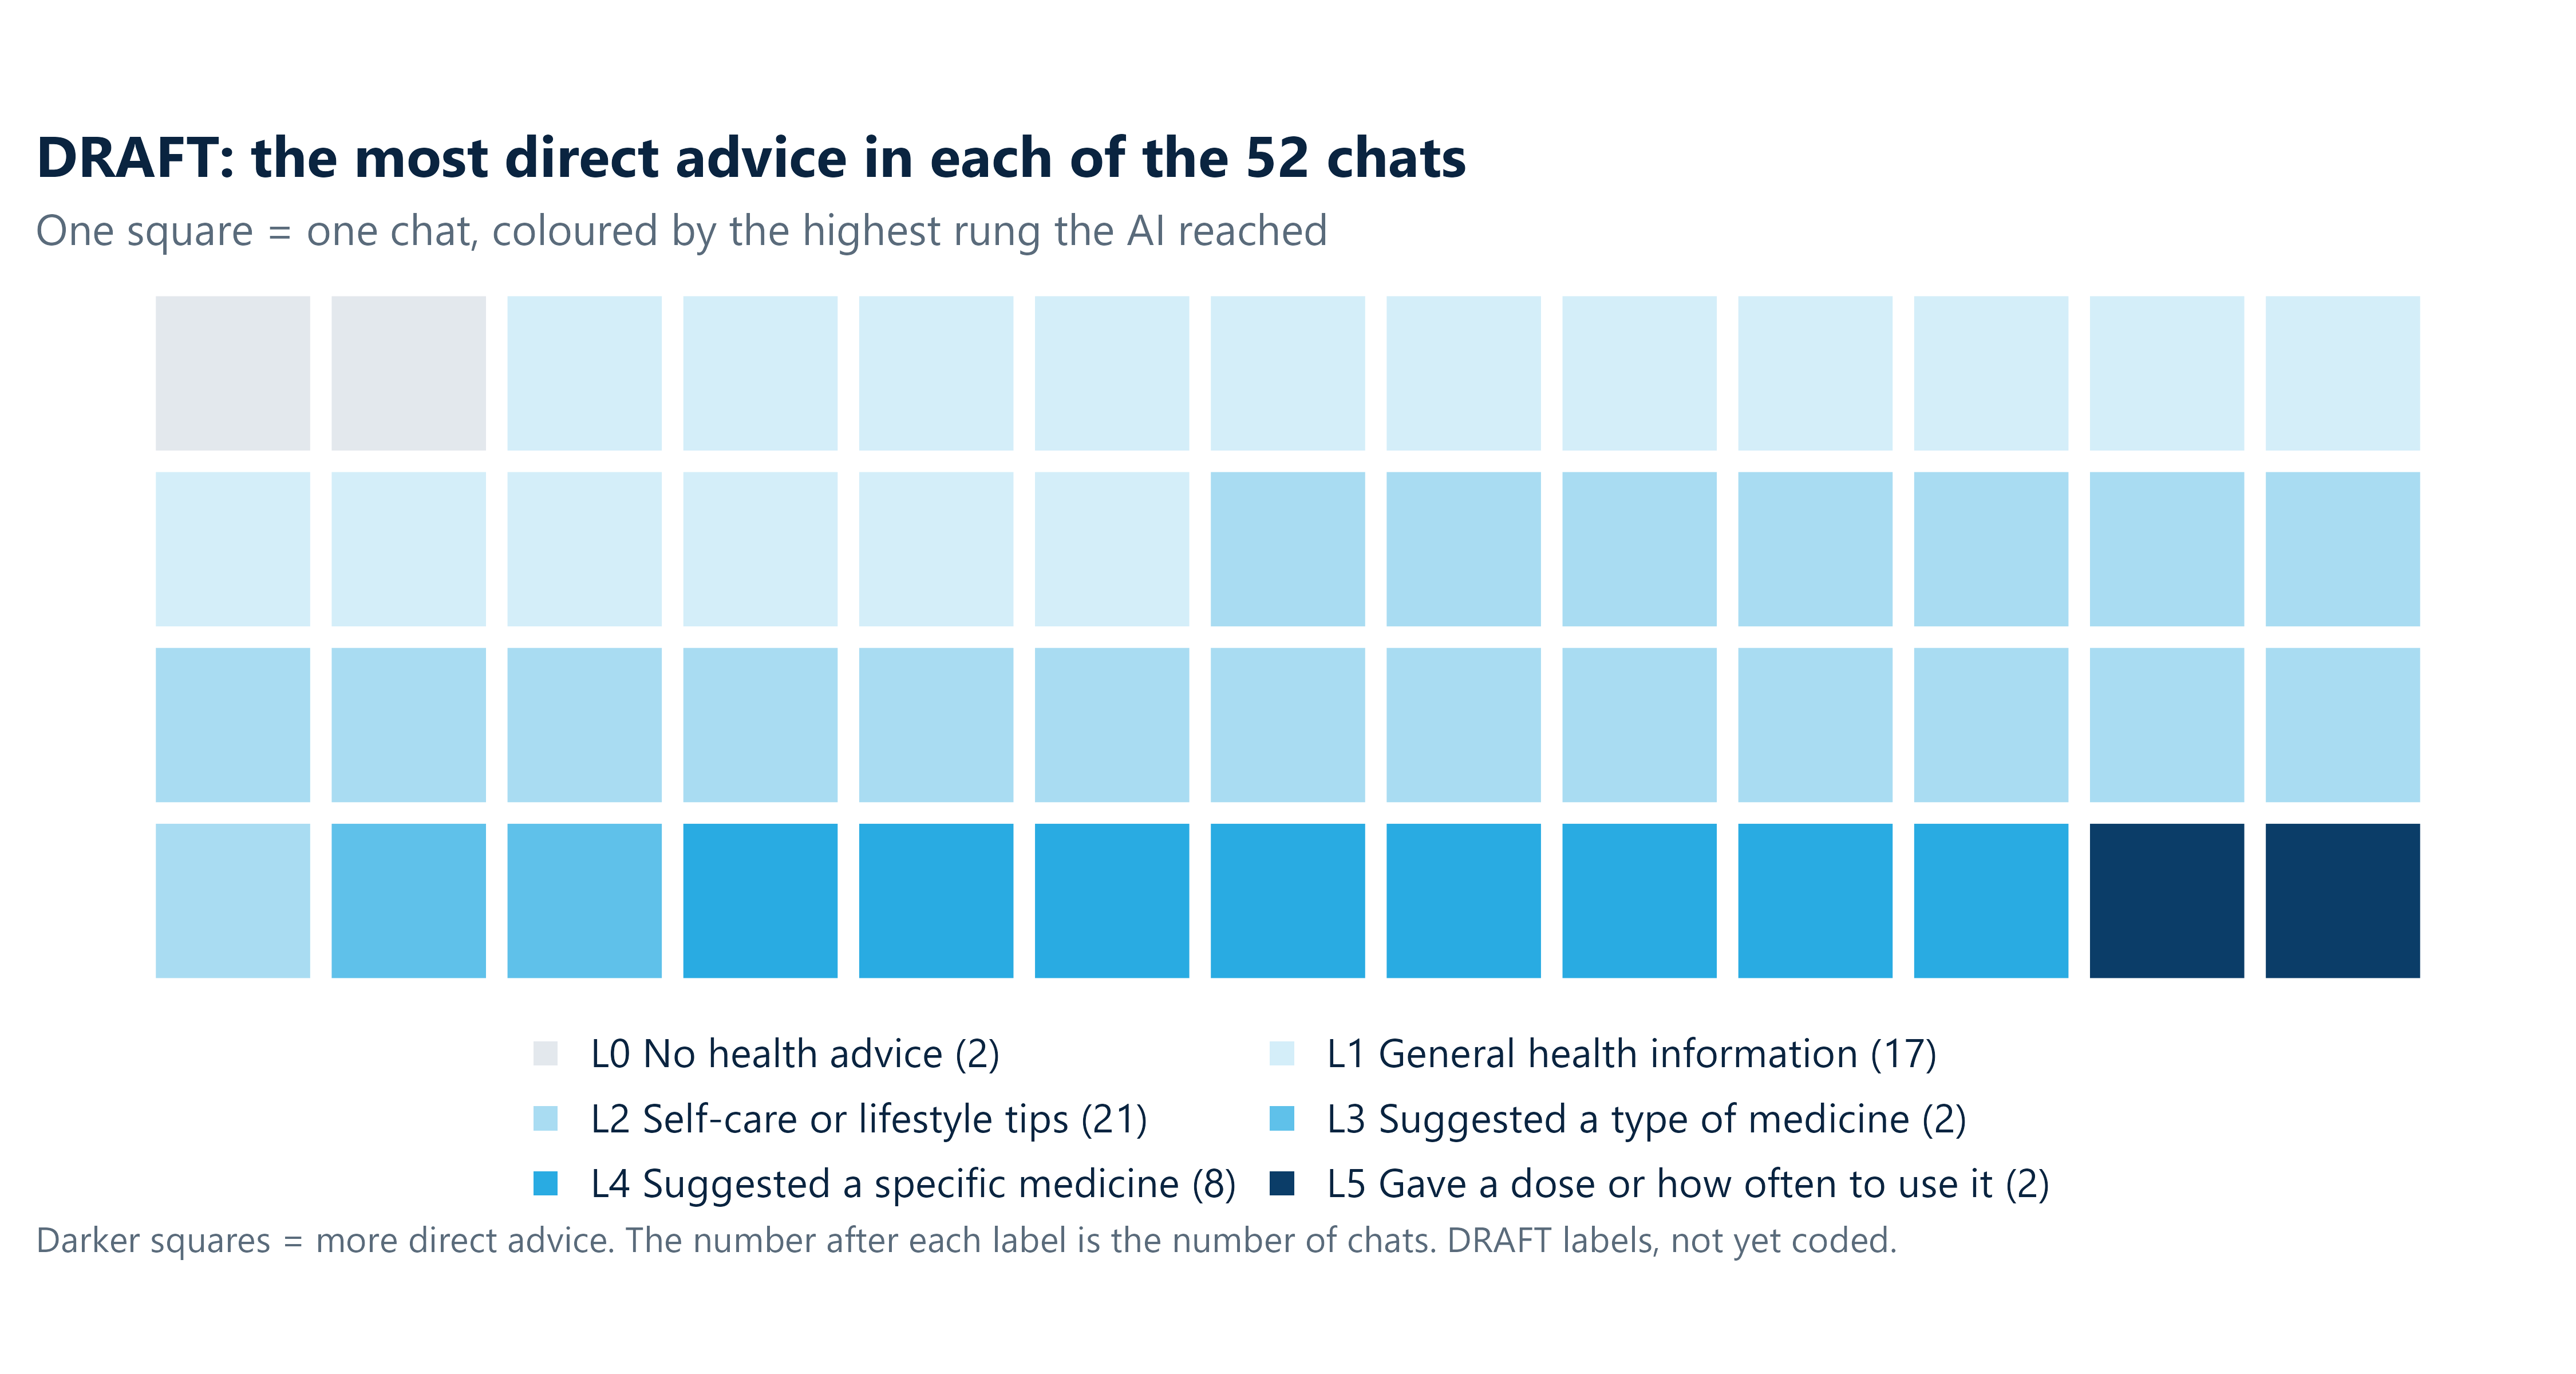 DRAFT: the most direct advice in each of the 52 chats
One square = one chat, coloured by the highest rung the AI reached
L0 No health advice (2)
L1 General health information (17)
L2 Self-care or lifestyle tips (21)
L3 Suggested a type of medicine (2)
L4 Suggested a specific medicine (8)
L5 Gave a dose or how often to use it (2)
Darker squares = more direct advice. The number after each label is the number of chats. DRAFT labels, not yet coded.